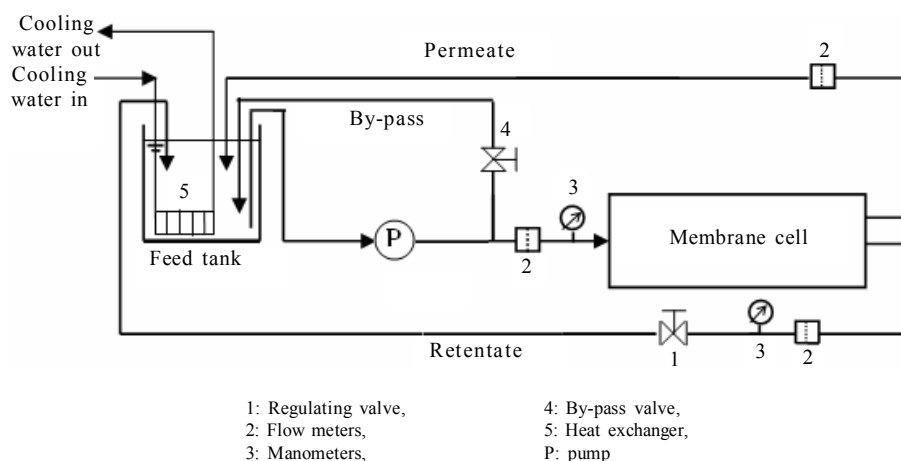 Cooling
water out
Cooling
water in
Permeate
2
By-pass
4
3
5
P
Membrane cell
2
Feed tank
Retentate
1
3
2
1: Regulating valve,
2: Flow meters,
3: Manometers,
4: By-pass valve,
5: Heat exchanger,
P: pump